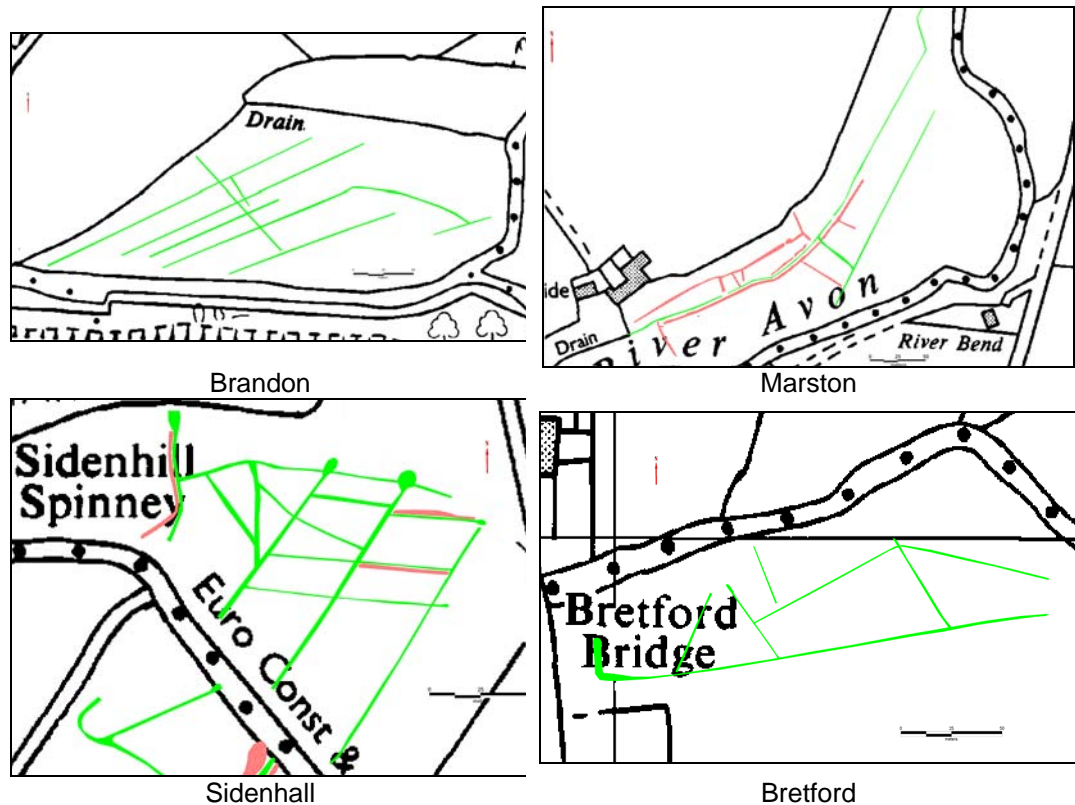 Drain
Brandon
ide
Drain
River Avon
River Bend
Marston
Sidenhill
Spinney
Euro Const &
Sidenhall
Bretford
Bridge
Bretford